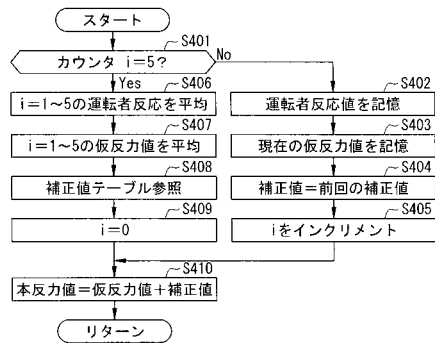 スタート
S401
カウンタ i=5?
No
Yes
S406
i=1~5の運転者反応を平均
S407
i=1~5の仮反力値を平均
S408
補正値テーブル参照
S409
i=0
S402
運転者反応値を記憶
S403
現在の仮反力値を記憶
S404
補正値=前回の補正値
S405
iをインクリメント
S410
本反力値=仮反力値+補正値
リターン